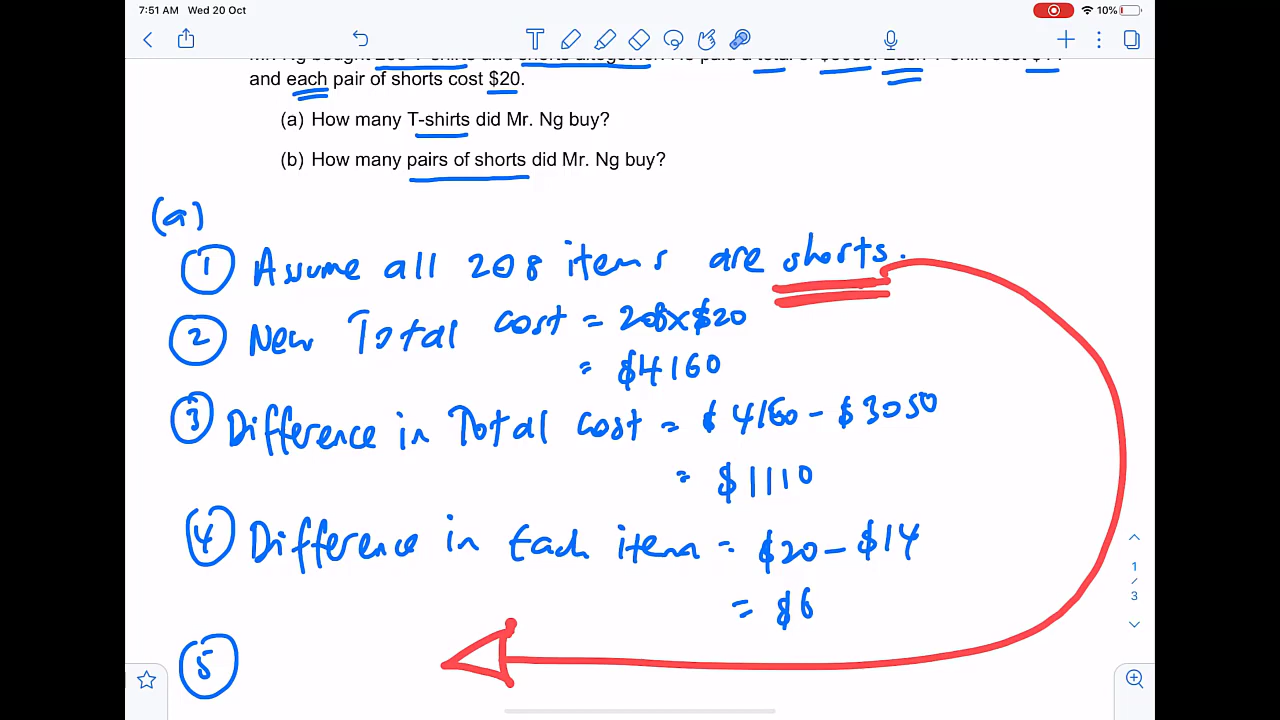 7:51 AM Wed 20 Oct
10%
and each pair of shorts cost $20.
(a) How many T-shirts did Mr. Ng buy?
(b) How many pairs of shorts did Mr. Ng buy?
(a)
1 Assume all 208 items are shorts.
2 New Total cost = 208x$20
= $4160
3 Difference in Total cost = $4160 - $3050
= $1110
4 Difference in Each item = $20 - $14
= $6
5
1
/
3